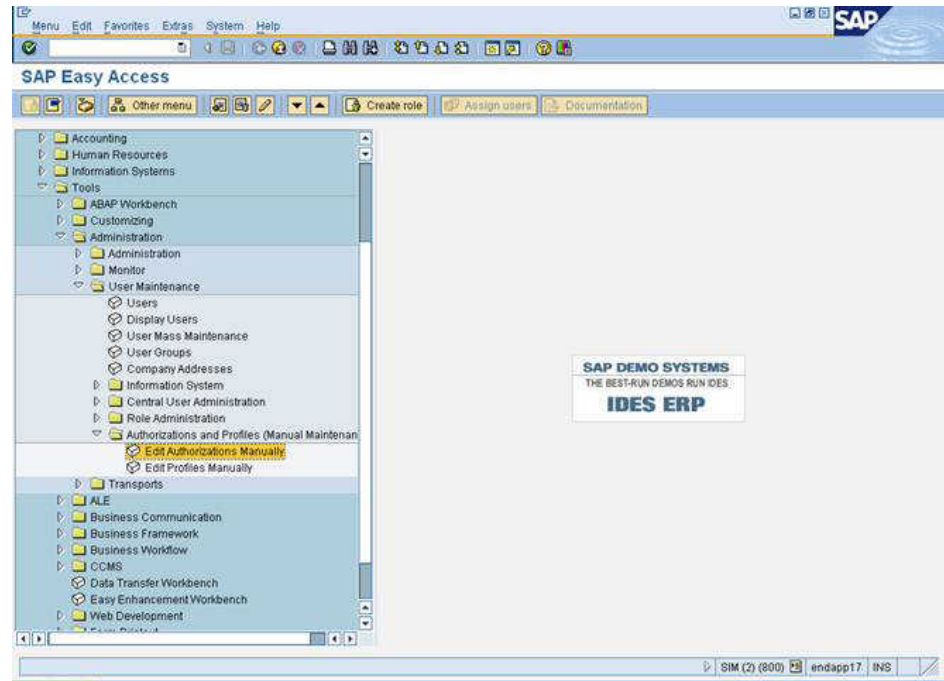 Menu Edit Favorites Extras System Help
SAP
SAP Easy Access
Other menu Create role Assign users Documentation
Accounting
Human Resources
Information Systems
Tools
ABAP Workbench
Customizing
Administration
Administration
Monitor
User Maintenance
Users
Display Users
User Mass Maintenance
User Groups
Company Addresses
Information System
Central User Administration
Role Administration
Authorizations and Profiles (Manual Maintenan
Edit Authorizations Manually
Edit Profiles Manually
Transports
ALE
Business Communication
Business Framework
Business Workflow
CCMS
Data Transfer Workbench
Easy Enhancement Workbench
Web Development
SAP DEMO SYSTEMS
THE BEST-RUN DEMOS RUN IDES
IDES ERP
SIM (2) (800) endapp17 INS